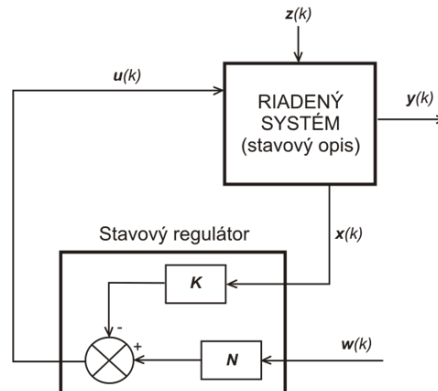 z(k)
u(k)
RIADENÝ
SYSTÉM
(stavový opis)
y(k)
x(k)
Stavový regulátor
K
-
+
N
w(k)